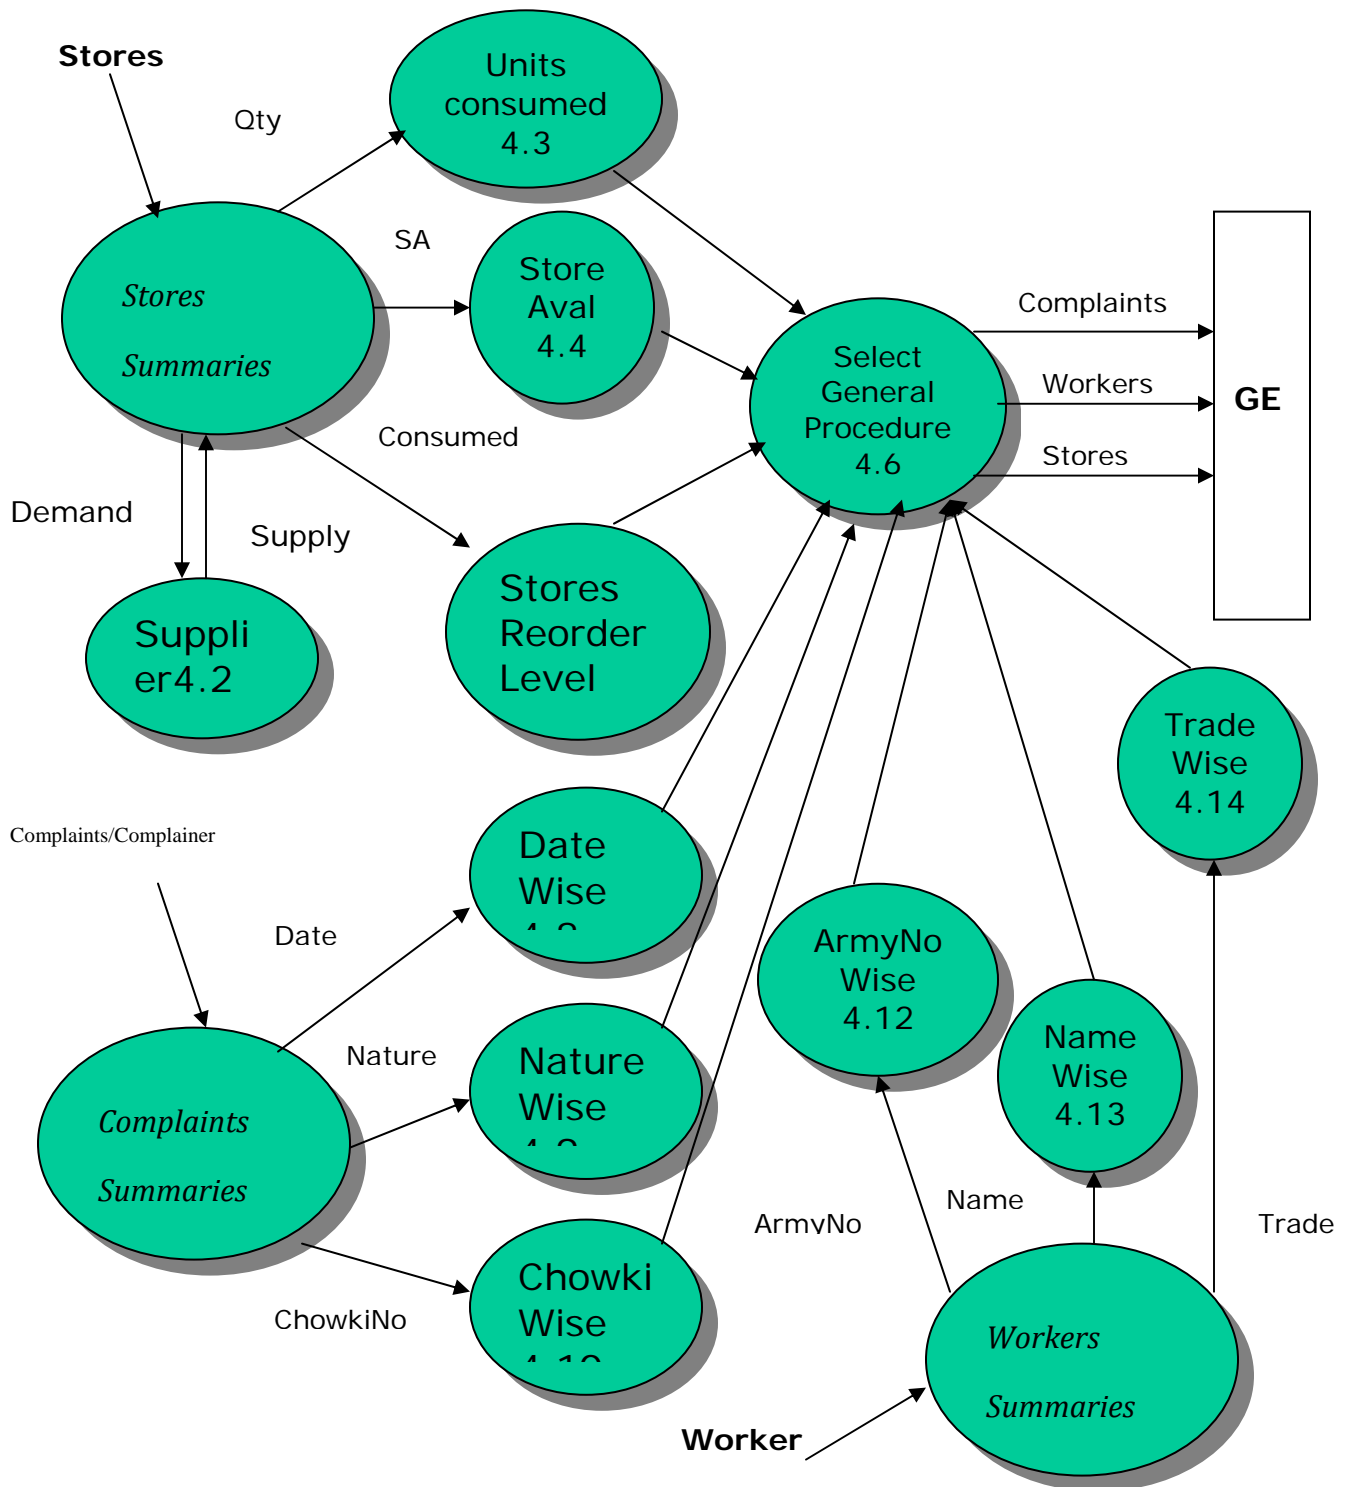 Stores
Units
consumed
4.3
Qty
SA
Store
Aval
4.4
Stores
Summaries
Select
General
Procedure
4.6
Complaints
Workers
Stores
GE
Consumed
Demand
Supply
Suppli
er4.2
Stores
Reorder
Level
Trade
Wise
4.14
Complaints/Complainer
Date
Wise
Date
ArmyNo
Wise
4.12
Nature
Nature
Wise
Name
Wise
4.13
Complaints
Summaries
ChowkiNo
Chowki
Wise
4.10
ArmyNo
Name
Trade
Workers
Summaries
Worker